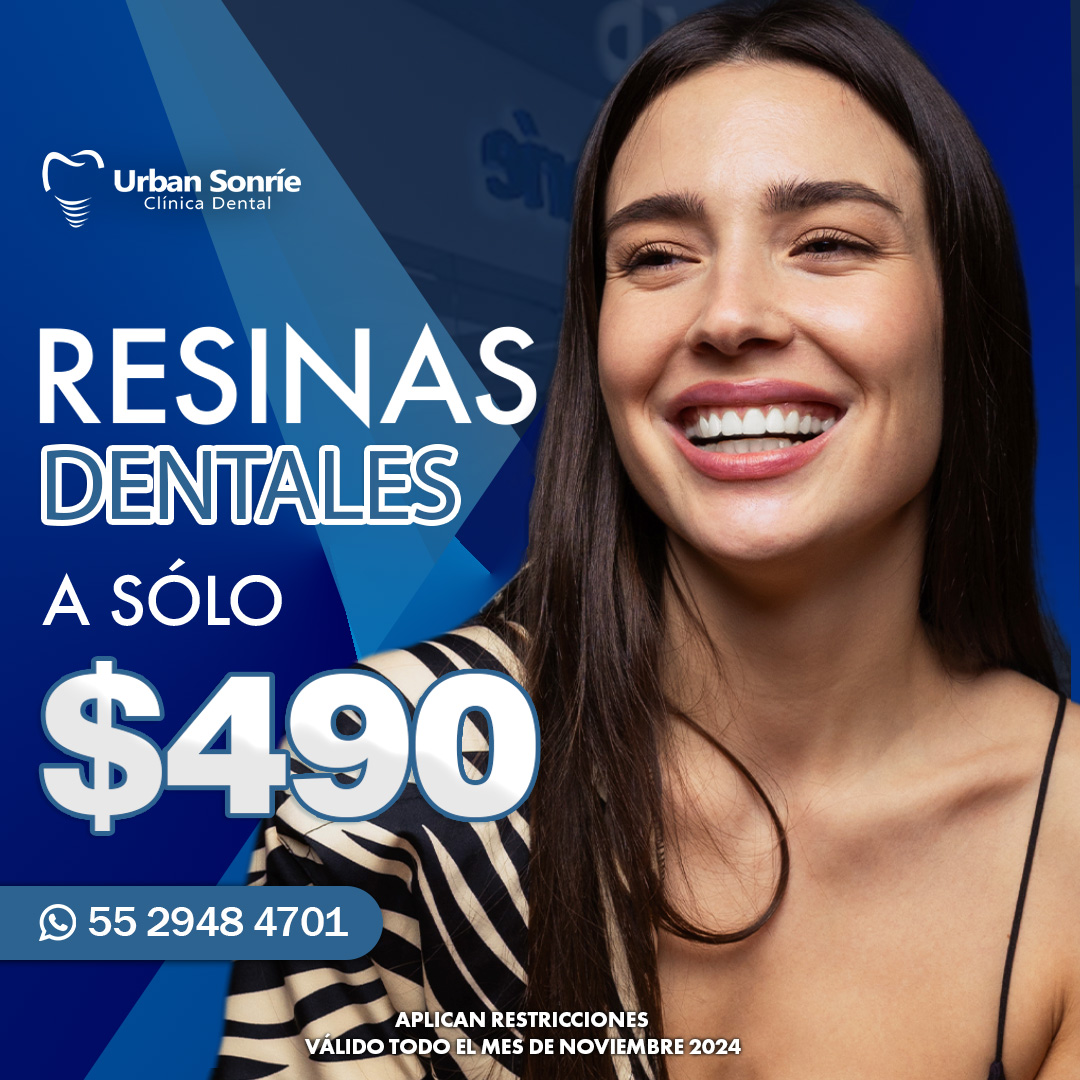 Urban Sonríe
Clínica Dental
RESINAS
DENTALES
A SÓLO
$490
55 2948 4701
APLICAN RESTRICCIONES
VÁLIDO TODO EL MES DE NOVIEMBRE 2024